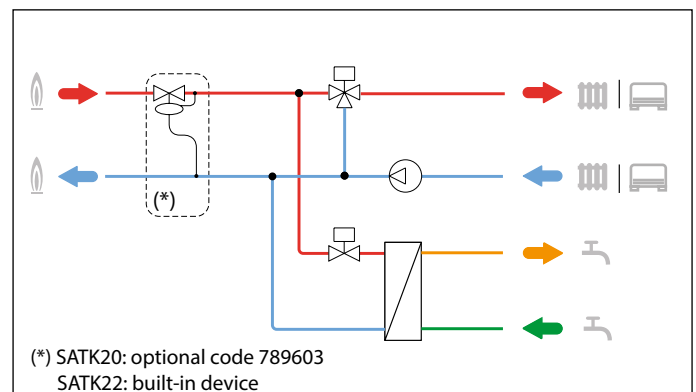 (*)
(*) SATK20: optional code 789603
SATK22: built-in device